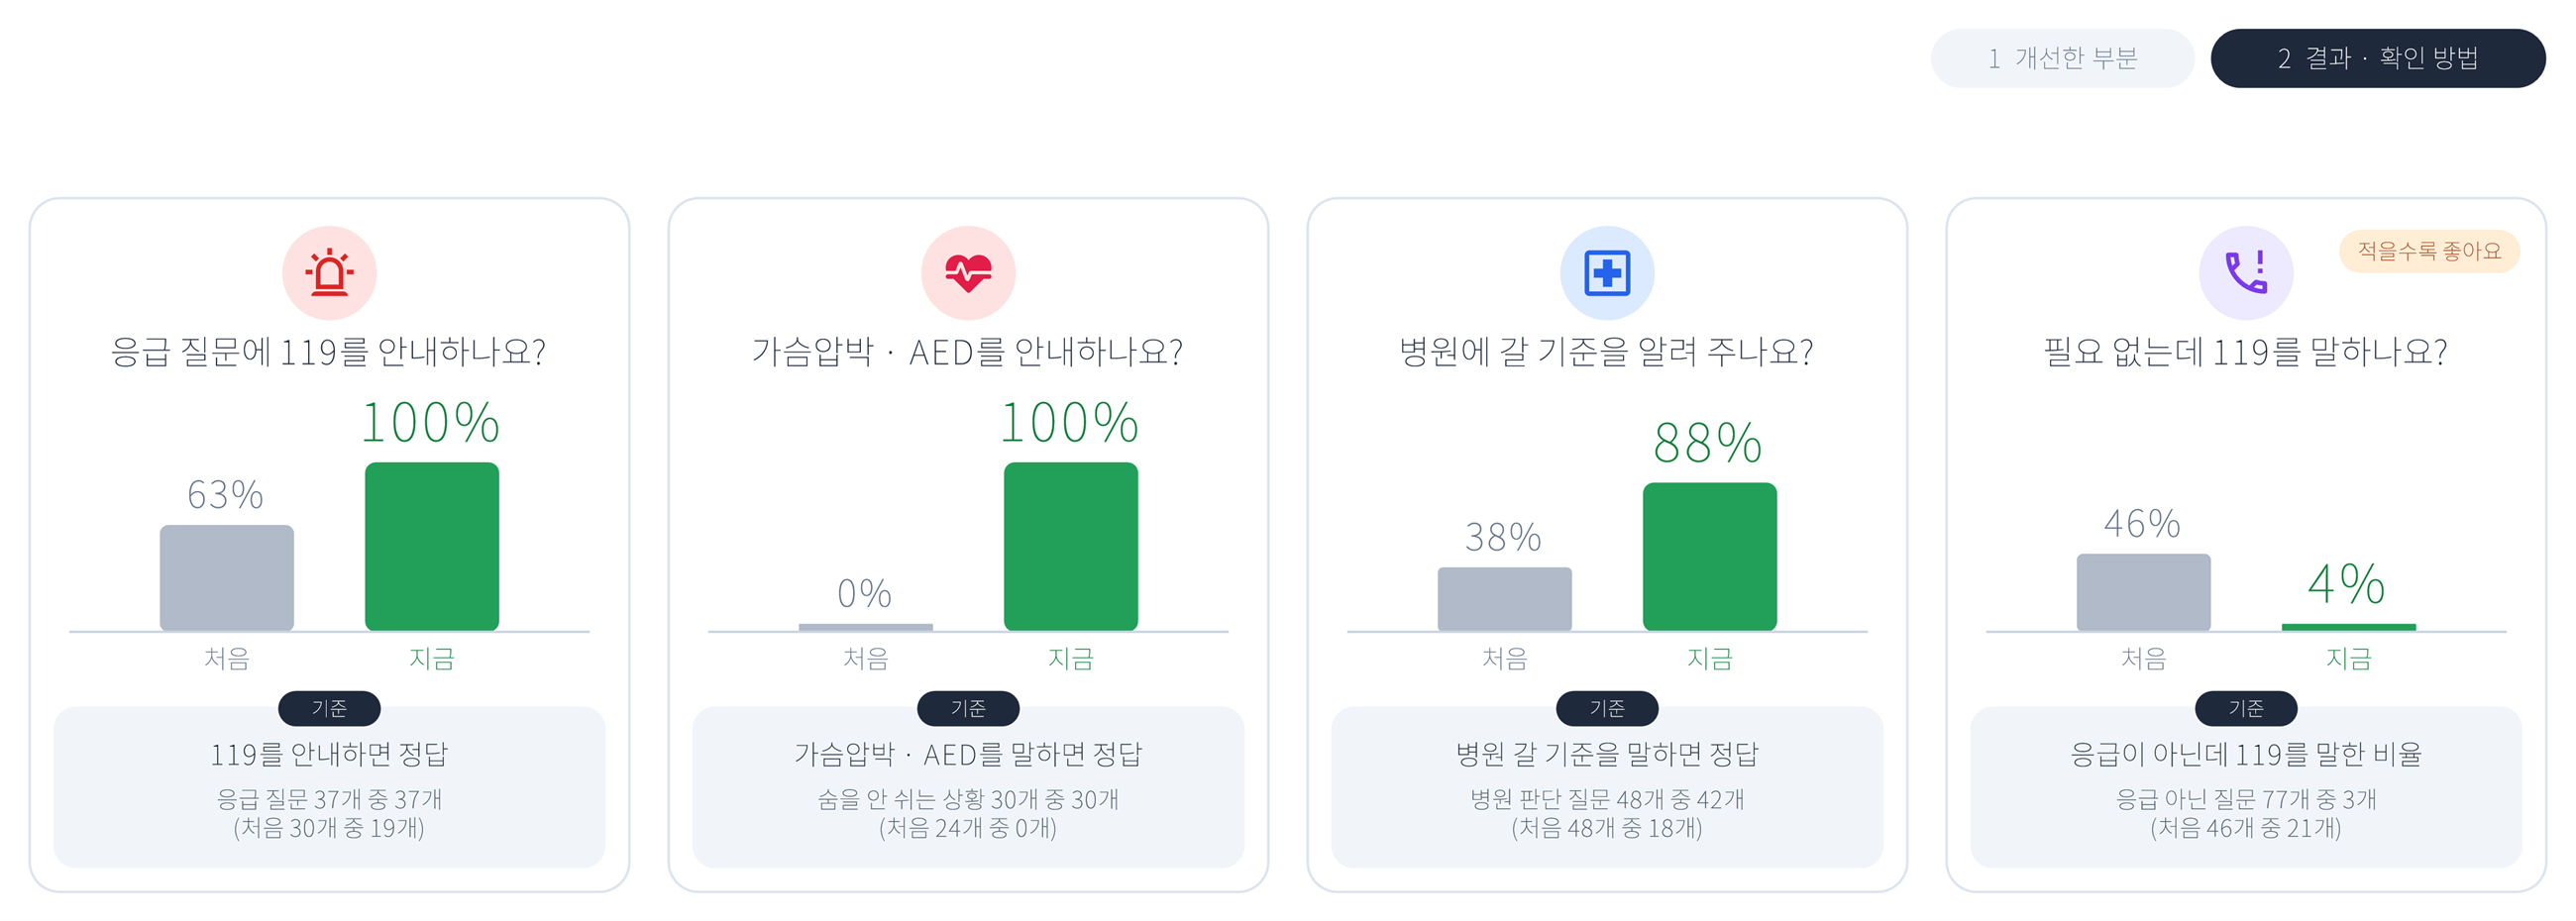 1 개선한 부분
2 결과 · 확인 방법
응급 질문에 119를 안내하나요?
63%
100%
처음
지금
기준
119를 안내하면 정답
응급 질문 37개 중 37개
(처음 30개 중 19개)
가슴압박 · AED를 안내하나요?
0%
100%
처음
지금
기준
가슴압박 · AED를 말하면 정답
숨을 안 쉬는 상황 30개 중 30개
(처음 24개 중 0개)
병원에 갈 기준을 알려 주나요?
38%
88%
처음
지금
기준
병원 갈 기준을 말하면 정답
병원 판단 질문 48개 중 42개
(처음 48개 중 18개)
적을수록 좋아요
필요 없는데 119를 말하나요?
46%
4%
처음
지금
기준
응급이 아닌데 119를 말한 비율
응급 아닌 질문 77개 중 3개
(처음 46개 중 21개)